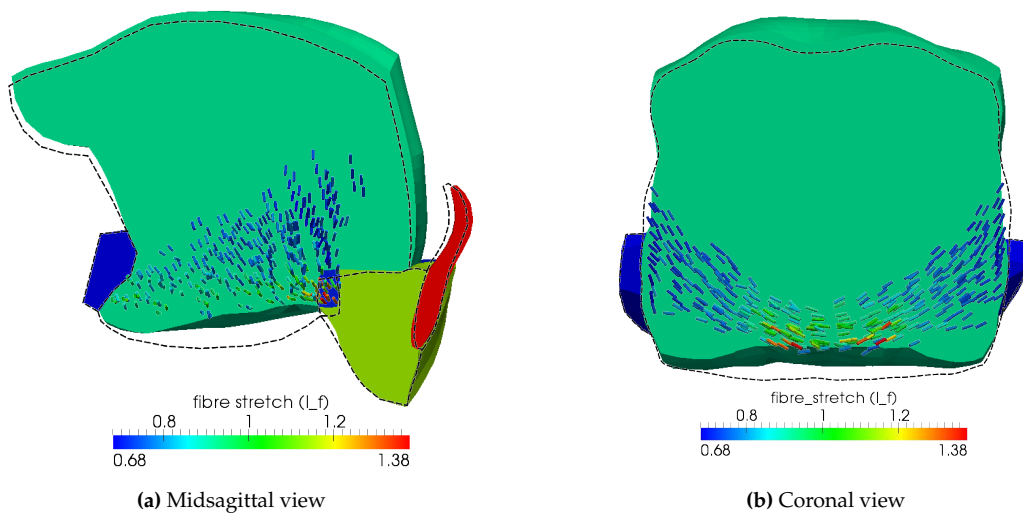 fibre stretch (l_f)
0.8 1 1.2
0.68 1.38
(a) Midsagittal view
fibre_stretch (l_f)
0.8 1 1.2
0.68 1.38
(b) Coronal view